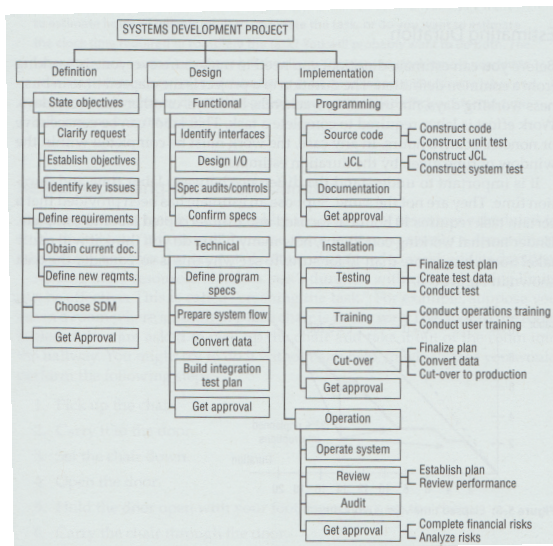 SYSTEMS DEVELOPMENT PROJECT
Definition
State objectives
Clarify request
Establish objectives
Identify key issues
Define requirements
Obtain current doc.
Define new reqmts.
Choose SDM
Get Approval
Design
Functional
Identify interfaces
Design I/O
Spec audits/controls
Confirm specs
Technical
Define program
specs
Prepare system flow
Convert data
Build integration
test plan
Get approval
Implementation
Programming
Source code
Construct code
Construct unit test
JCL
Construct JCL
Construct system test
Documentation
Get approval
Installation
Testing
Finalize test plan
Create test data
Conduct test
Training
Conduct operations training
Conduct user training
Cut-over
Finalize plan
Convert data
Cut-over to production
Get approval
Operation
Operate system
Review
Establish plan
Review performance
Audit
Get approval
Complete financial risks
Analyze risks